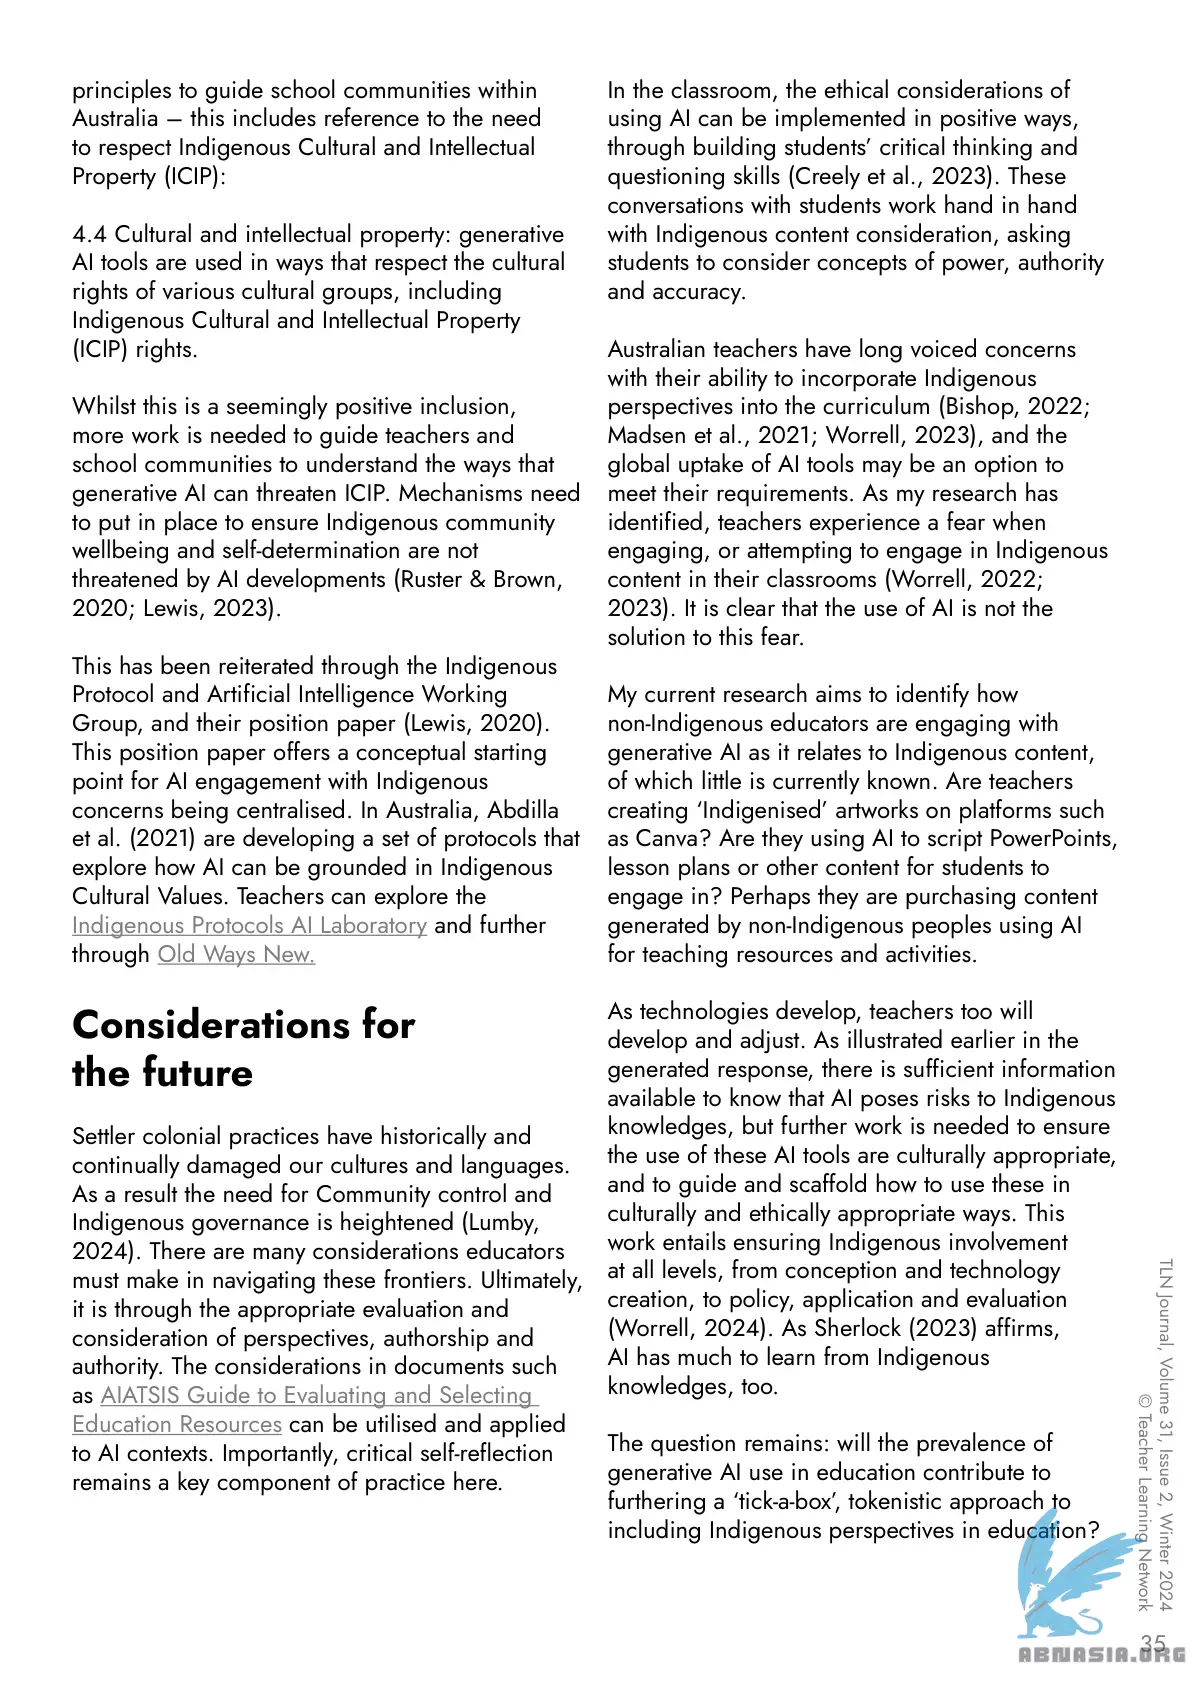 principles to guide school communities within
Australia – this includes reference to the need
to respect Indigenous Cultural and Intellectual
Property (ICIP):
4.4 Cultural and intellectual property: generative
AI tools are used in ways that respect the cultural
rights of various cultural groups, including
Indigenous Cultural and Intellectual Property
(ICIP) rights.
Whilst this is a seemingly positive inclusion,
more work is needed to guide teachers and
school communities to understand the ways that
generative AI can threaten ICIP. Mechanisms need
to put in place to ensure Indigenous community
wellbeing and self-determination are not
threatened by AI developments (Ruster & Brown,
2020; Lewis, 2023).
This has been reiterated through the Indigenous
Protocol and Artificial Intelligence Working
Group, and their position paper (Lewis, 2020).
This position paper offers a conceptual starting
point for AI engagement with Indigenous
concerns being centralised. In Australia, Abdilla
et al. (2021) are developing a set of protocols that
explore how AI can be grounded in Indigenous
Cultural Values. Teachers can explore the
Indigenous Protocols AI Laboratory and further
through Old Ways New.
Considerations for
the future
Settler colonial practices have historically and
continually damaged our cultures and languages.
As a result the need for Community control and
Indigenous governance is heightened (Lumby,
2024). There are many considerations educators
must make in navigating these frontiers. Ultimately,
it is through the appropriate evaluation and
consideration of perspectives, authorship and
authority. The considerations in documents such
as AIATSIS Guide to Evaluating and Selecting
Education Resources can be utilised and applied
to AI contexts. Importantly, critical self-reflection
remains a key component of practice here.
In the classroom, the ethical considerations of
using AI can be implemented in positive ways,
through building students’ critical thinking and
questioning skills (Creely et al., 2023). These
conversations with students work hand in hand
with Indigenous content consideration, asking
students to consider concepts of power, authority
and accuracy.
Australian teachers have long voiced concerns
with their ability to incorporate Indigenous
perspectives into the curriculum (Bishop, 2022;
Madsen et al., 2021; Worrell, 2023), and the
global uptake of AI tools may be an option to
meet their requirements. As my research has
identified, teachers experience a fear when
engaging, or attempting to engage in Indigenous
content in their classrooms (Worrell, 2022;
2023). It is clear that the use of AI is not the
solution to this fear.
My current research aims to identify how
non-Indigenous educators are engaging with
generative AI as it relates to Indigenous content,
of which little is currently known. Are teachers
creating ‘Indigenised’ artworks on platforms such
as Canva? Are they using AI to script PowerPoints,
lesson plans or other content for students to
engage in? Perhaps they are purchasing content
generated by non-Indigenous peoples using AI
for teaching resources and activities.
As technologies develop, teachers too will
develop and adjust. As illustrated earlier in the
generated response, there is sufficient information
available to know that AI poses risks to Indigenous
knowledges, but further work is needed to ensure
the use of these AI tools are culturally appropriate,
and to guide and scaffold how to use these in
culturally and ethically appropriate ways. This
work entails ensuring Indigenous involvement
at all levels, from conception and technology
creation, to policy, application and evaluation
(Worrell, 2024). As Sherlock (2023) affirms,
AI has much to learn from Indigenous
knowledges, too.
The question remains: will the prevalence of
generative AI use in education contribute to
furthering a ‘tick-a-box’, tokenistic approach to
including Indigenous perspectives in education?
TLN Journal, Volume 31, Issue 2, Winter 2024
© Teacher Learning Network
35
ABNASIA.ORG